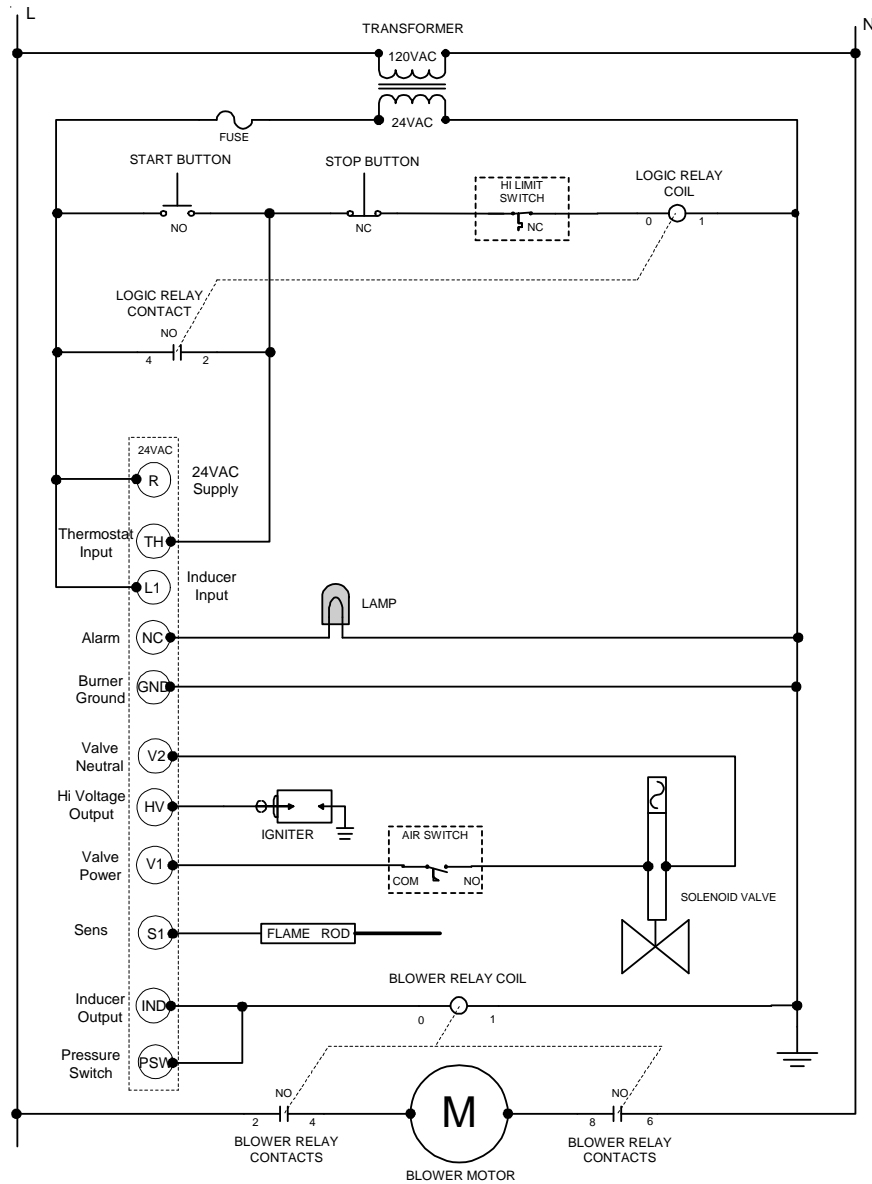 L
N
TRANSFORMER
120VAC
24VAC
FUSE
START BUTTON
STOP BUTTON
HI LIMIT
SWITCH
LOGIC RELAY
COIL
NO
NC
NC
0
1
LOGIC RELAY
CONTACT
NO
4
2
24VAC
R
24VAC
Supply
Thermostat
Input
TH
L1
Inducer
Input
LAMP
Alarm
NC
Burner
Ground
GND
Valve
Neutral
V2
Hi Voltage
Output
HV
IGNITER
AIR SWITCH
Valve
Power
V1
COM
NO
SOLENOID VALVE
Sens
S1
FLAME ROD
BLOWER RELAY COIL
Inducer
Output
IND
0
1
Pressure
Switch
PSW
NO
2
4
M
NO
8
6
BLOWER RELAY
CONTACTS
BLOWER RELAY
CONTACTS
BLOWER MOTOR